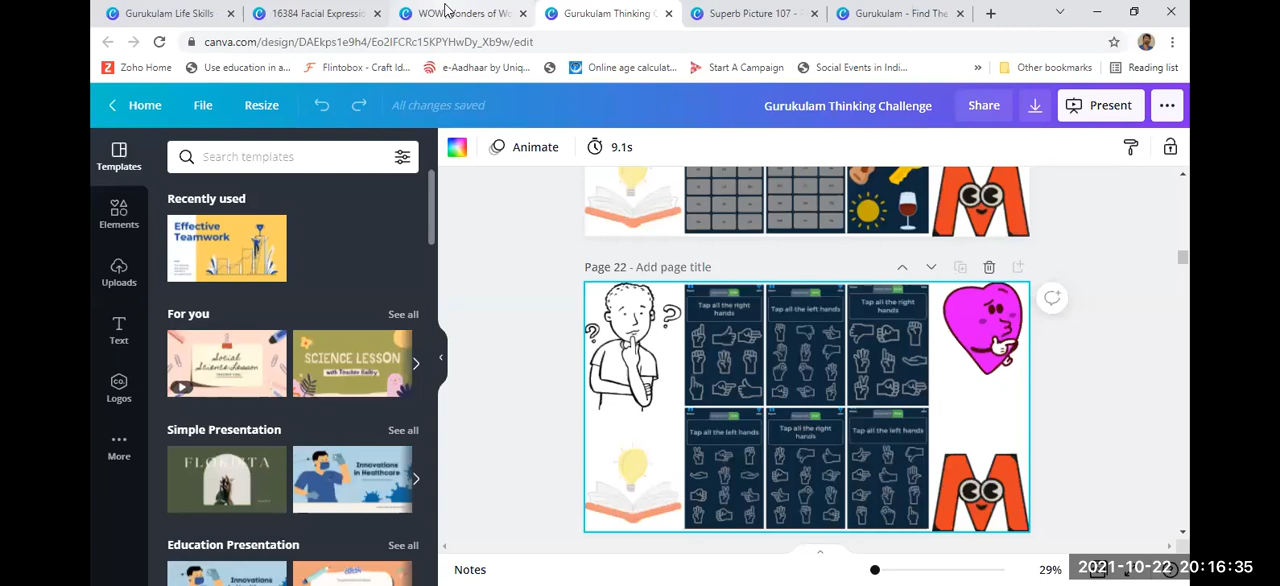 Gurukulam Life Skills
16384 Facial Expressi
WOW Wonders of Wo
Gurukulam Thinking C
Superb Picture 107 -
Gurukulam - Find The
canva.com/design/DAEkps1e9h4/Eo2IFCRc15KPYHwDy_Xb9w/edit
Zoho Home
Use education in a...
Flintobox - Craft Id...
e-Aadhaar by Uniq...
Online age calculat...
Start A Campaign
Social Events in Indi...
»
Other bookmarks
Reading list
Home
File
Resize
All changes saved
Gurukulam Thinking Challenge
Share
Present
Templates
Search templates
Animate
9.1s
Recently used
Effective
Teamwork
Elements
Uploads
For you
See all
Social
Science Lesson
SCIENCE LESSON
Text
Logos
More
Simple Presentation
See all
FLORISTA
Innovations
in Healthcare
Education Presentation
See all
Page 22 - Add page title
Tap all the right
hands
Tap all the left hands
Tap all the right
hands
Tap all the left hands
Tap all the right
hands
Tap all the left hands
Notes
29%
2021-10-22 20:16:35